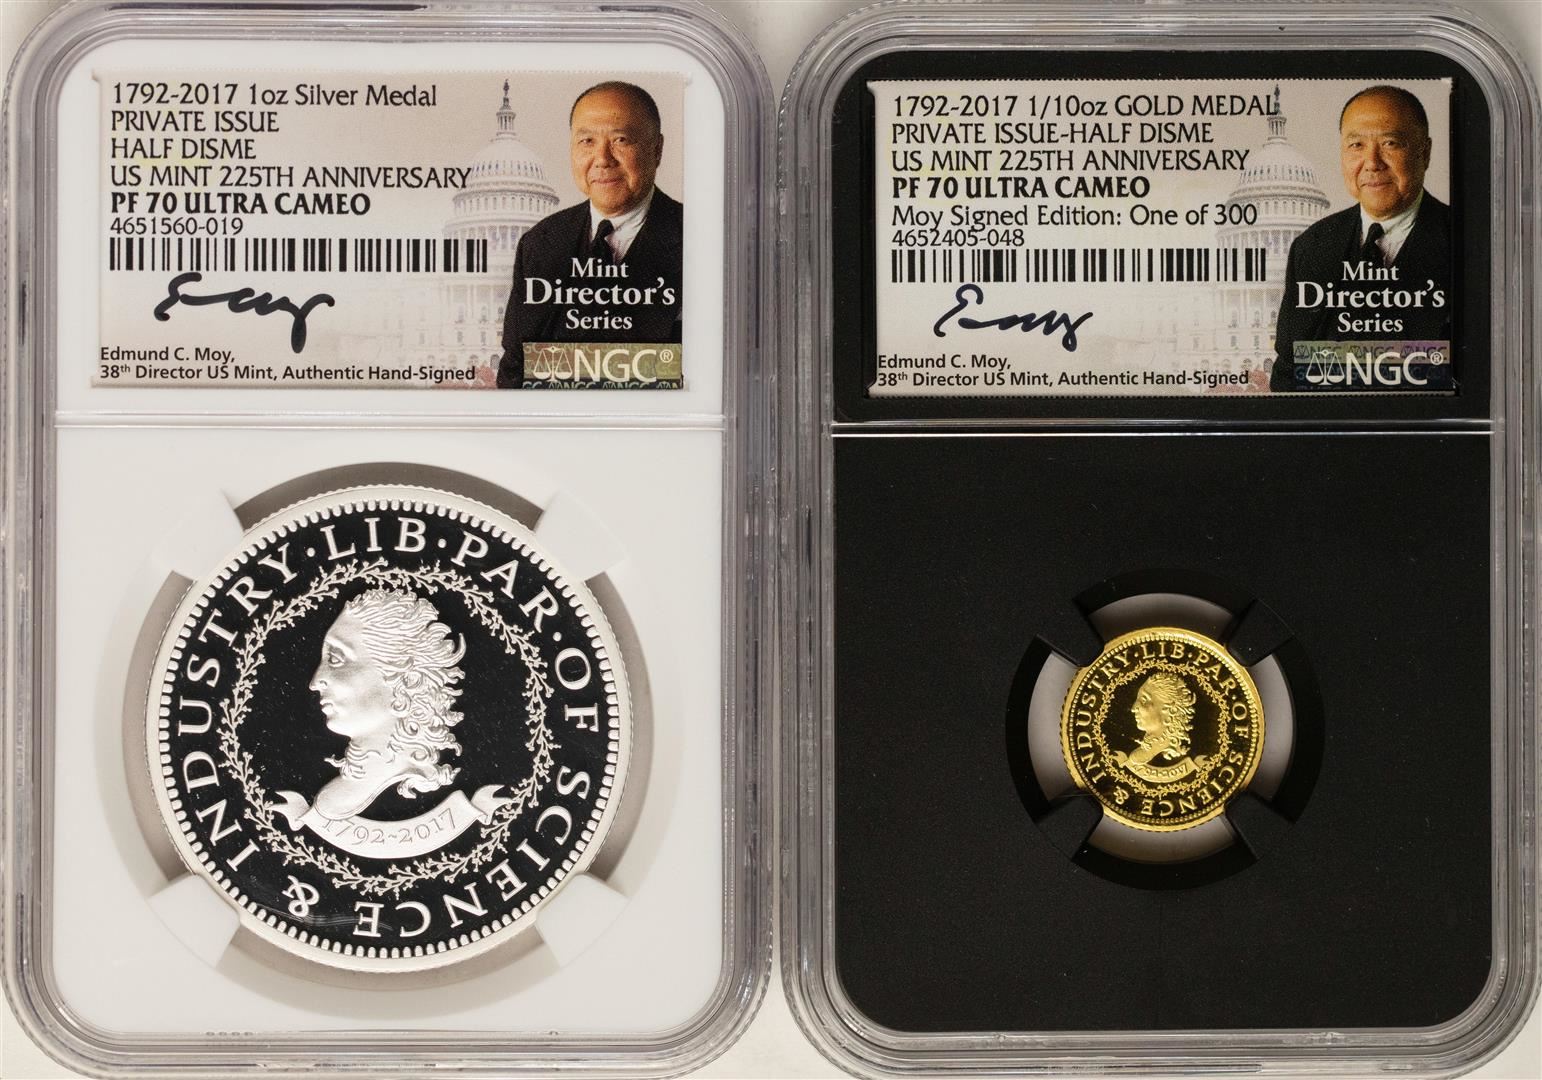 1792-2017 1oz Silver Medal
PRIVATE ISSUE
HALF DISME
US MINT 225TH ANNIVERSARY
PF 70 ULTRA CAMEO
4651560-019
Mint
Director's
Series
Edmund C. Moy,
38th Director US Mint, Authentic Hand-Signed
NGC®
INDUSTRY·LIB·PAR·OF SCIENCE &
1792~2017
1792-2017 1/10oz GOLD MEDAL
PRIVATE ISSUE-HALF DISME
US MINT 225TH ANNIVERSARY
PF 70 ULTRA CAMEO
Moy Signed Edition: One of 300
4652405-048
Mint
Director's
Series
Edmund C. Moy,
38th Director US Mint, Authentic Hand-Signed
NGC®
INDUSTRY·LIB·PAR·OF SCIENCE &